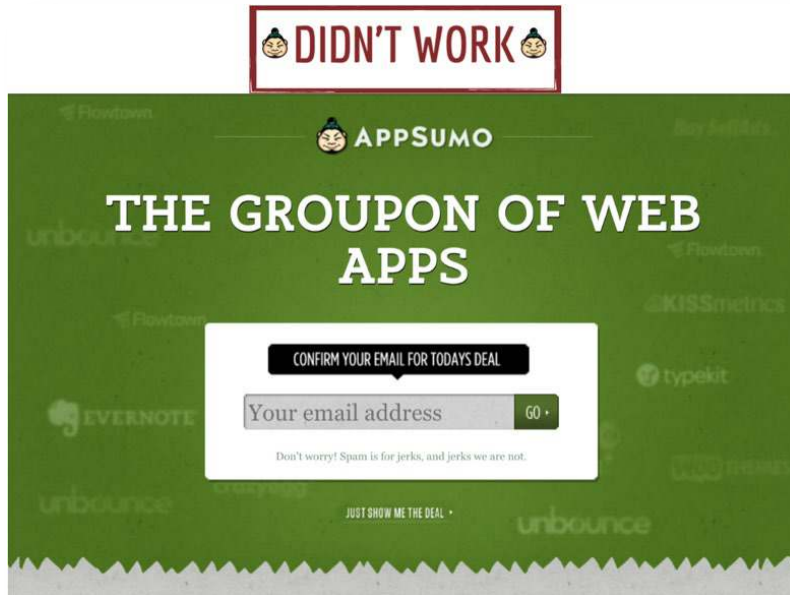 DIDN'T WORK
Flowtown
APPSUMO
THE GROUPON OF WEB
APPS
unbounce
Flowtown
KISSmetrics
Flowtown
CONFIRM YOUR EMAIL FOR TODAYS DEAL
typekit
Your email address GO
EVERNOTE
Don't worry! Spam is for jerks, and jerks we are not.
WOOTHEMES
crazyegg
unbounce
JUST SHOW ME THE DEAL
unbounce